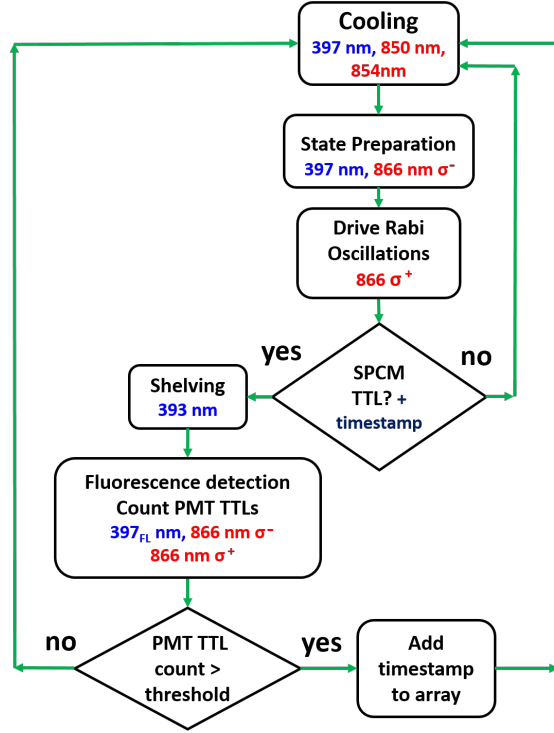 Cooling
397 nm, 850 nm,
854nm
State Preparation
397 nm, 866 nm σ⁻
Drive Rabi
Oscillations
866 σ⁺
yes
no
SPCM
TTL? +
timestamp
Shelving
393 nm
Fluorescence detection
Count PMT TTLs
397FL nm, 866 nm σ⁻
866 nm σ⁺
no
PMT TTL
count >
threshold
yes
Add
timestamp
to array